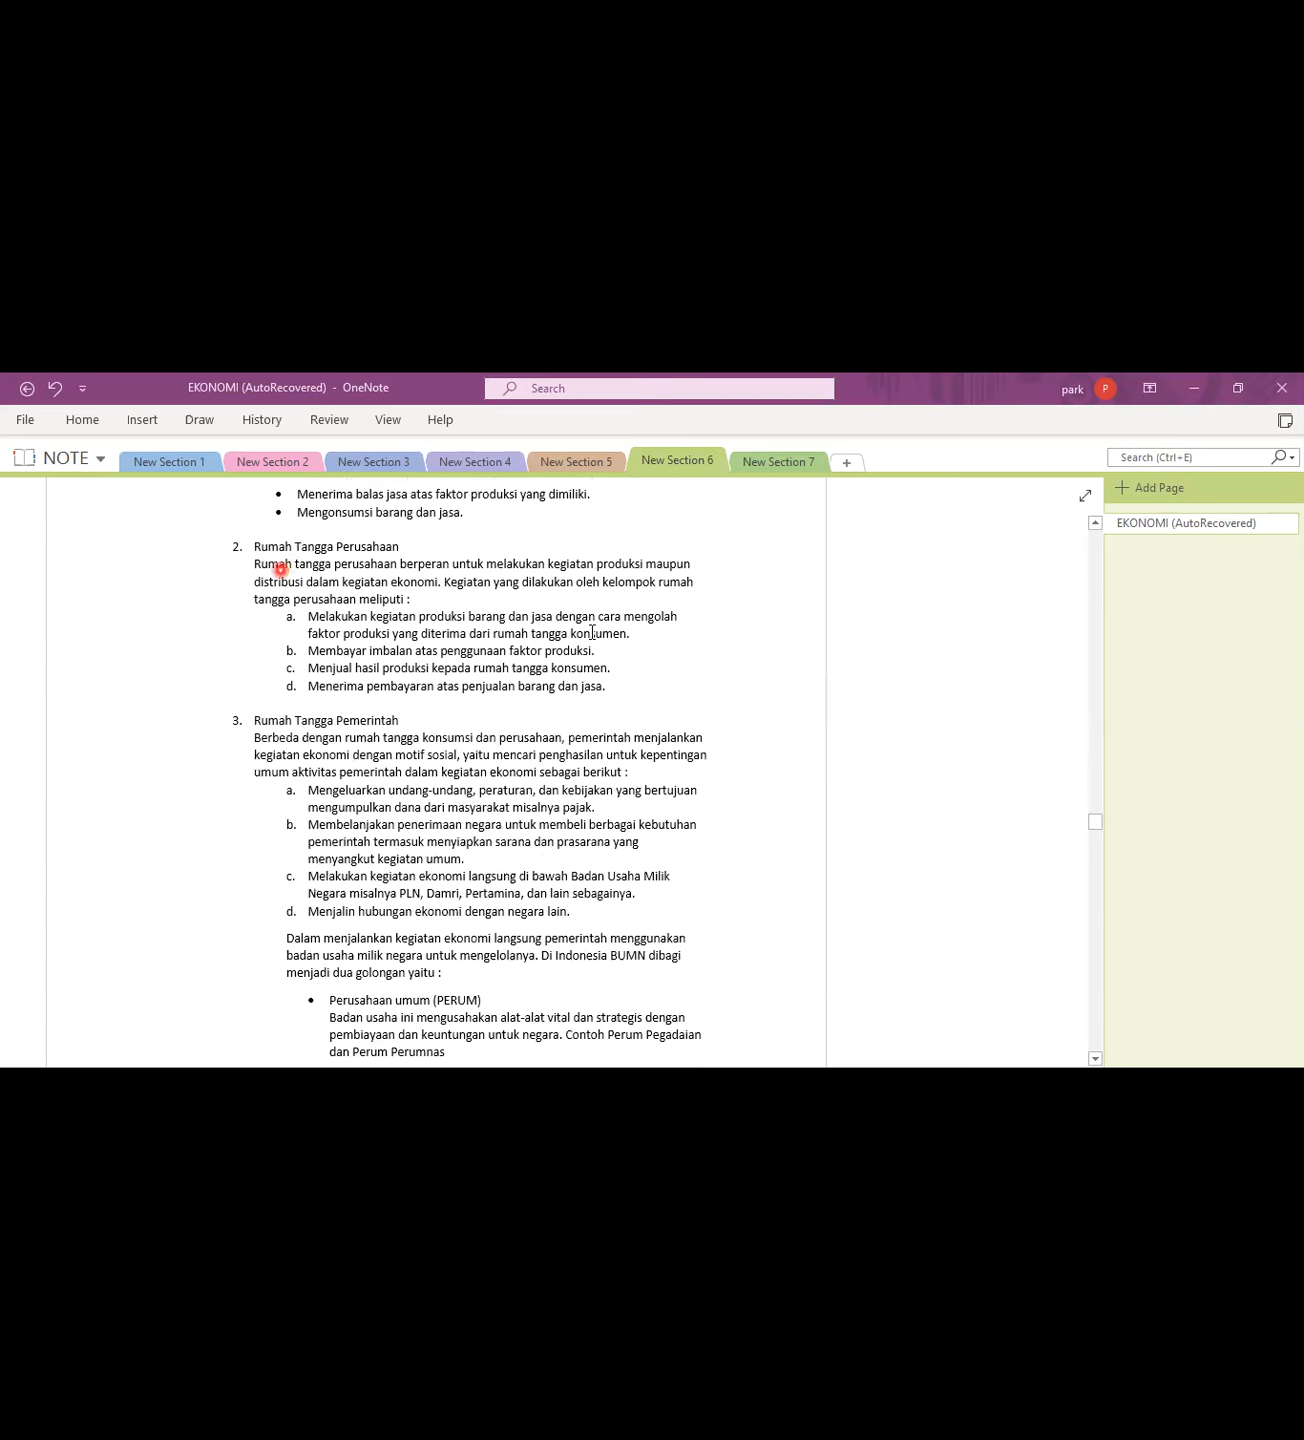 EKONOMI (AutoRecovered) - OneNote
Search
park
P
File Home Insert Draw History Review View Help
NOTE
New Section 1
New Section 2
New Section 3
New Section 4
New Section 5
New Section 6
New Section 7
Search (Ctrl+E)
Add Page
EKONOMI (AutoRecovered)
• Menerima balas jasa atas faktor produksi yang dimiliki.
• Mengonsumsi barang dan jasa.
2. Rumah Tangga Perusahaan
Rumah tangga perusahaan berperan untuk melakukan kegiatan produksi maupun
distribusi dalam kegiatan ekonomi. Kegiatan yang dilakukan oleh kelompok rumah
tangga perusahaan meliputi :
a. Melakukan kegiatan produksi barang dan jasa dengan cara mengolah
faktor produksi yang diterima dari rumah tangga konsumen.
b. Membayar imbalan atas penggunaan faktor produksi.
c. Menjual hasil produksi kepada rumah tangga konsumen.
d. Menerima pembayaran atas penjualan barang dan jasa.
3. Rumah Tangga Pemerintah
Berbeda dengan rumah tangga konsumsi dan perusahaan, pemerintah menjalankan
kegiatan ekonomi dengan motif sosial, yaitu mencari penghasilan untuk kepentingan
umum aktivitas pemerintah dalam kegiatan ekonomi sebagai berikut :
a. Mengeluarkan undang-undang, peraturan, dan kebijakan yang bertujuan
mengumpulkan dana dari masyarakat misalnya pajak.
b. Membelanjakan penerimaan negara untuk membeli berbagai kebutuhan
pemerintah termasuk menyiapkan sarana dan prasarana yang
menyangkut kegiatan umum.
c. Melakukan kegiatan ekonomi langsung di bawah Badan Usaha Milik
Negara misalnya PLN, Damri, Pertamina, dan lain sebagainya.
d. Menjalin hubungan ekonomi dengan negara lain.
Dalam menjalankan kegiatan ekonomi langsung pemerintah menggunakan
badan usaha milik negara untuk mengelolanya. Di Indonesia BUMN dibagi
menjadi dua golongan yaitu :
• Perusahaan umum (PERUM)
Badan usaha ini mengusahakan alat-alat vital dan strategis dengan
pembiayaan dan keuntungan untuk negara. Contoh Perum Pegadaian
dan Perum Perumnas